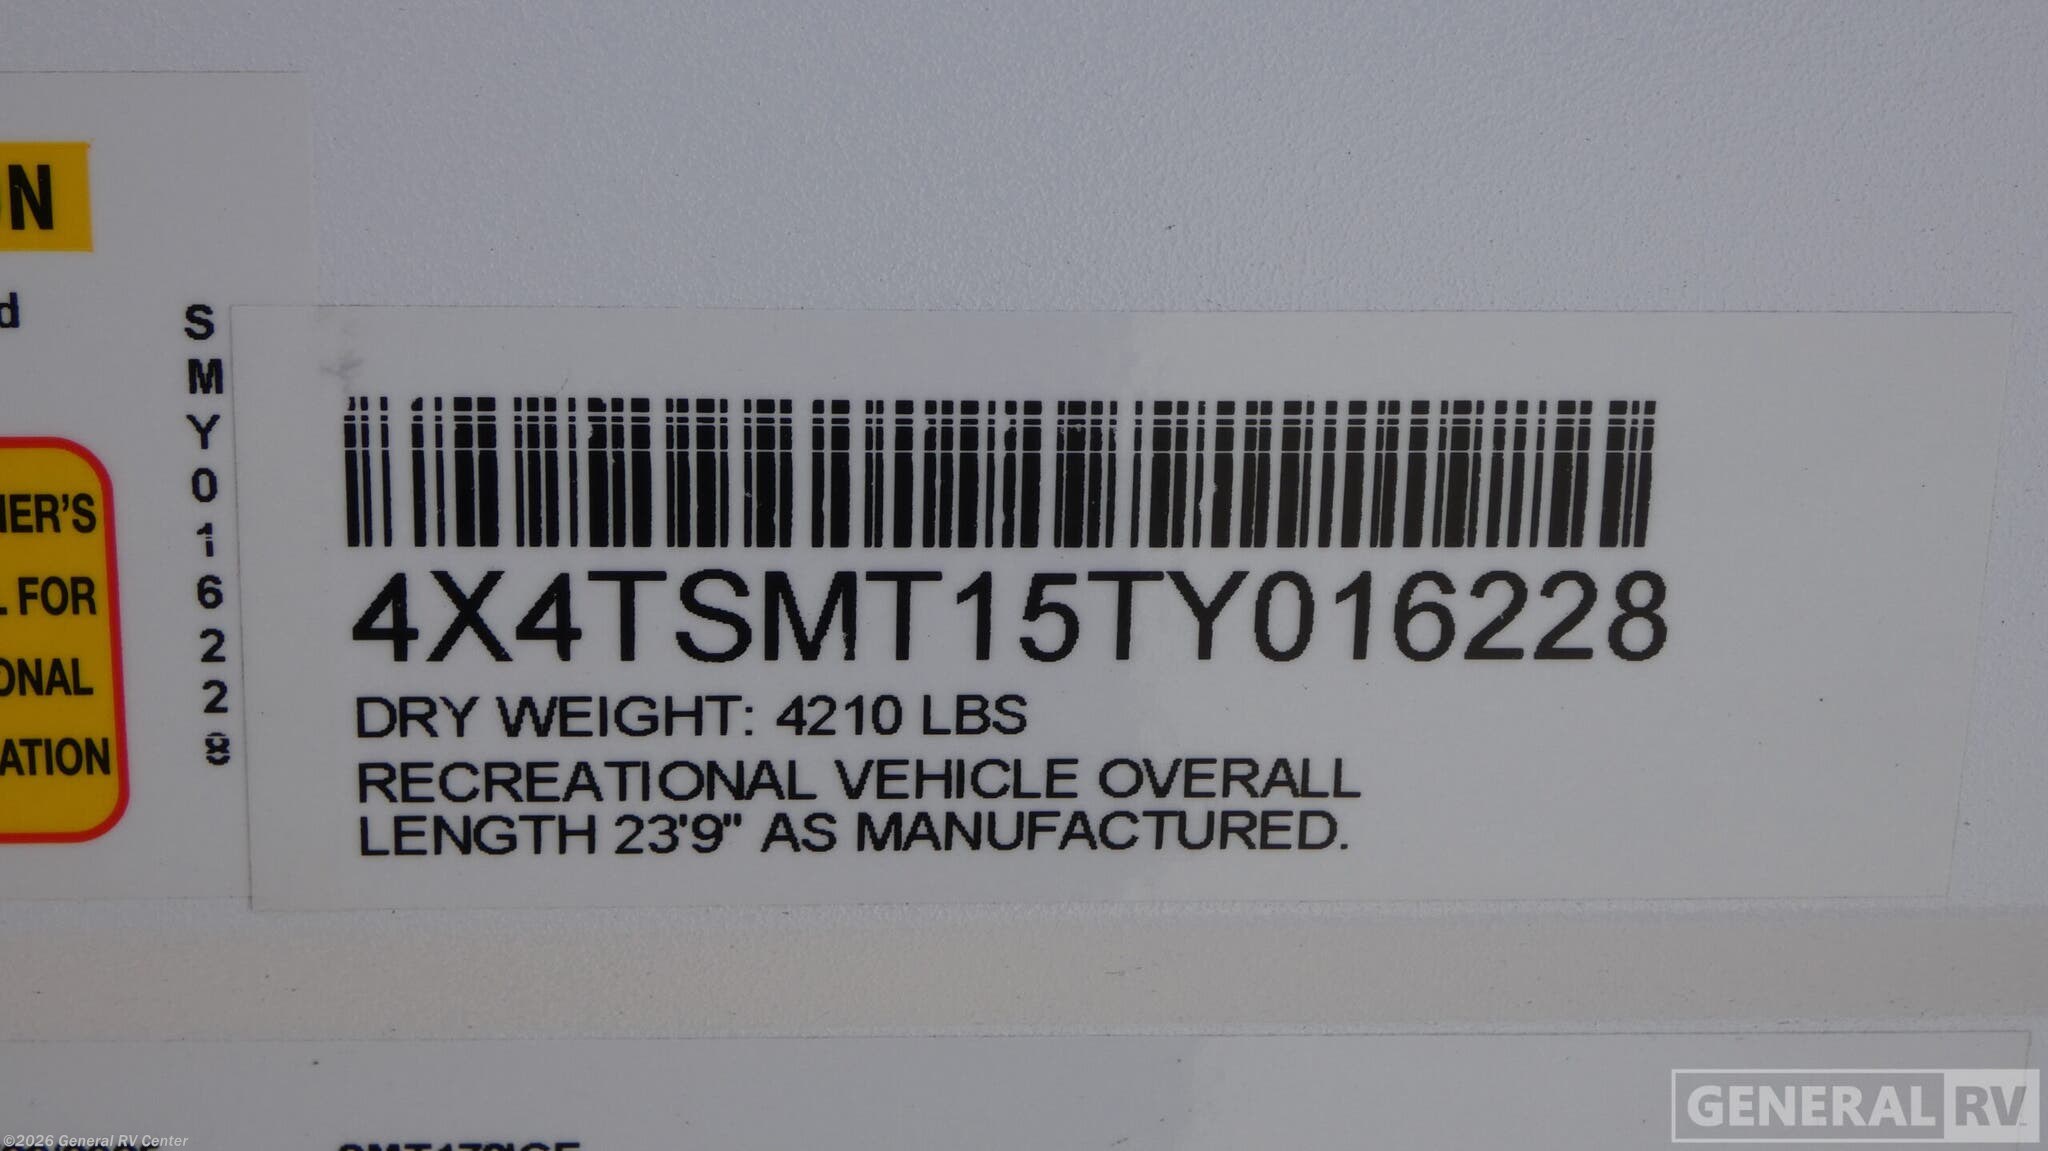 ON
d
NER'S
L FOR
ONAL
ATION
SMY016228
4X4TSMT15TY016228
DRY WEIGHT: 4210 LBS
RECREATIONAL VEHICLE OVERALL
LENGTH 23'9" AS MANUFACTURED.
GENERAL RV
©2026 General RV Center